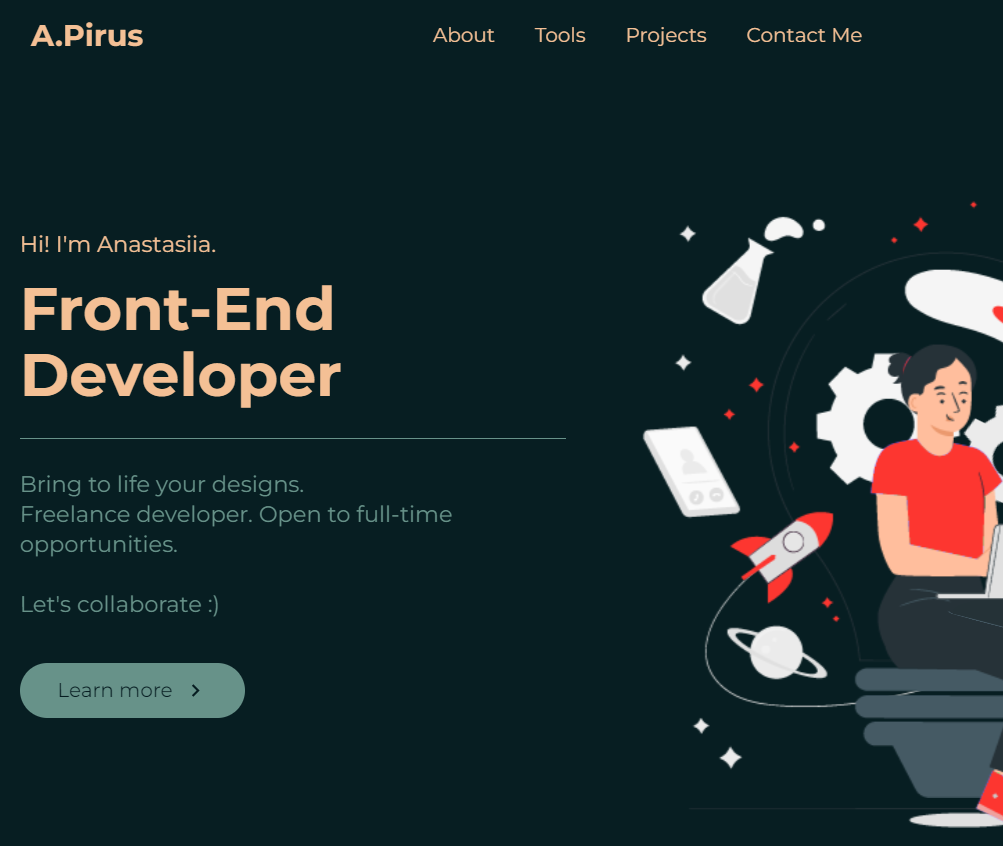 A.Pirus
About Tools Projects Contact Me
Hi! I'm Anastasiia.
Front-End
Developer
Bring to life your designs.
Freelance developer. Open to full-time
opportunities.
Let's collaborate :)
Learn more